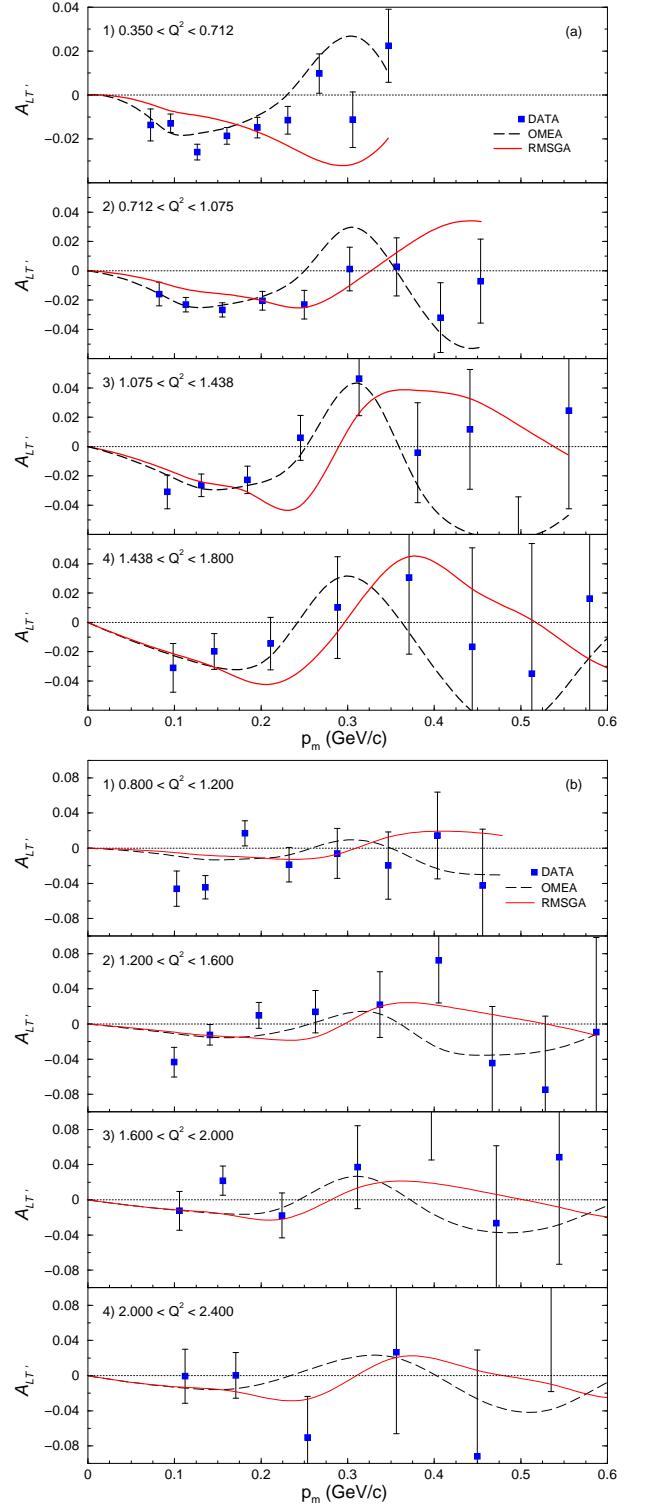 0.04
1) 0.350 < Q² < 0.712
(a)
0.02
A_LT′
0
DATA
OMEA
−0.02
RMSGA
0.04
2) 0.712 < Q² < 1.075
0.02
A_LT′
0
−0.02
−0.04
0.04
3) 1.075 < Q² < 1.438
0.02
A_LT′
0
−0.02
−0.04
4) 1.438 < Q² < 1.800
0.04
0.02
A_LT′
0
−0.02
−0.04
0 0.1 0.2 0.3 0.4 0.5 0.6
p_m (GeV/c)
0.08
1) 0.800 < Q² < 1.200
(b)
0.04
A_LT′
0
DATA
−0.04
OMEA
RMSGA
−0.08
0.08
2) 1.200 < Q² < 1.600
0.04
A_LT′
0
−0.04
−0.08
0.08
3) 1.600 < Q² < 2.000
0.04
A_LT′
0
−0.04
−0.08
0.08
4) 2.000 < Q² < 2.400
0.04
A_LT′
0
−0.04
−0.08
0 0.1 0.2 0.3 0.4 0.5 0.6
p_m (GeV/c)